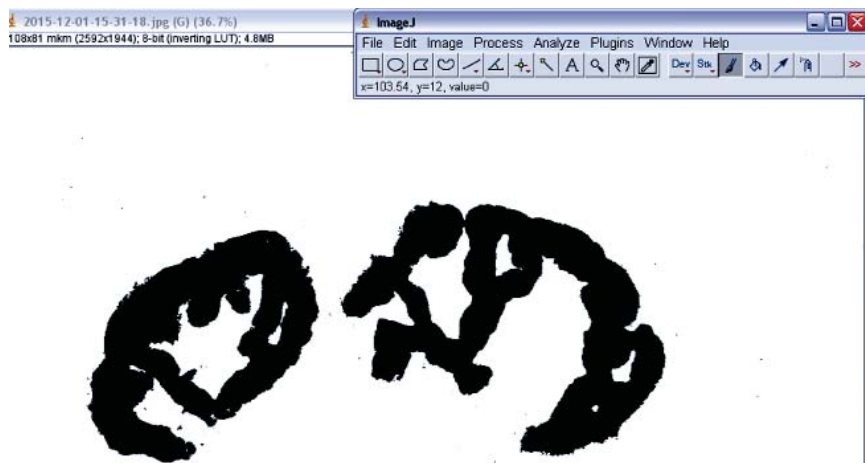 2015-12-01-15-31-18.jpg (G) (36.7%)
108x81 mkm (2592x1944); 8-bit (inverting LUT); 4.8MB
ImageJ
File Edit Image Process Analyze Plugins Window Help
A Dev Stk >>
x=103.54, y=12, value=0